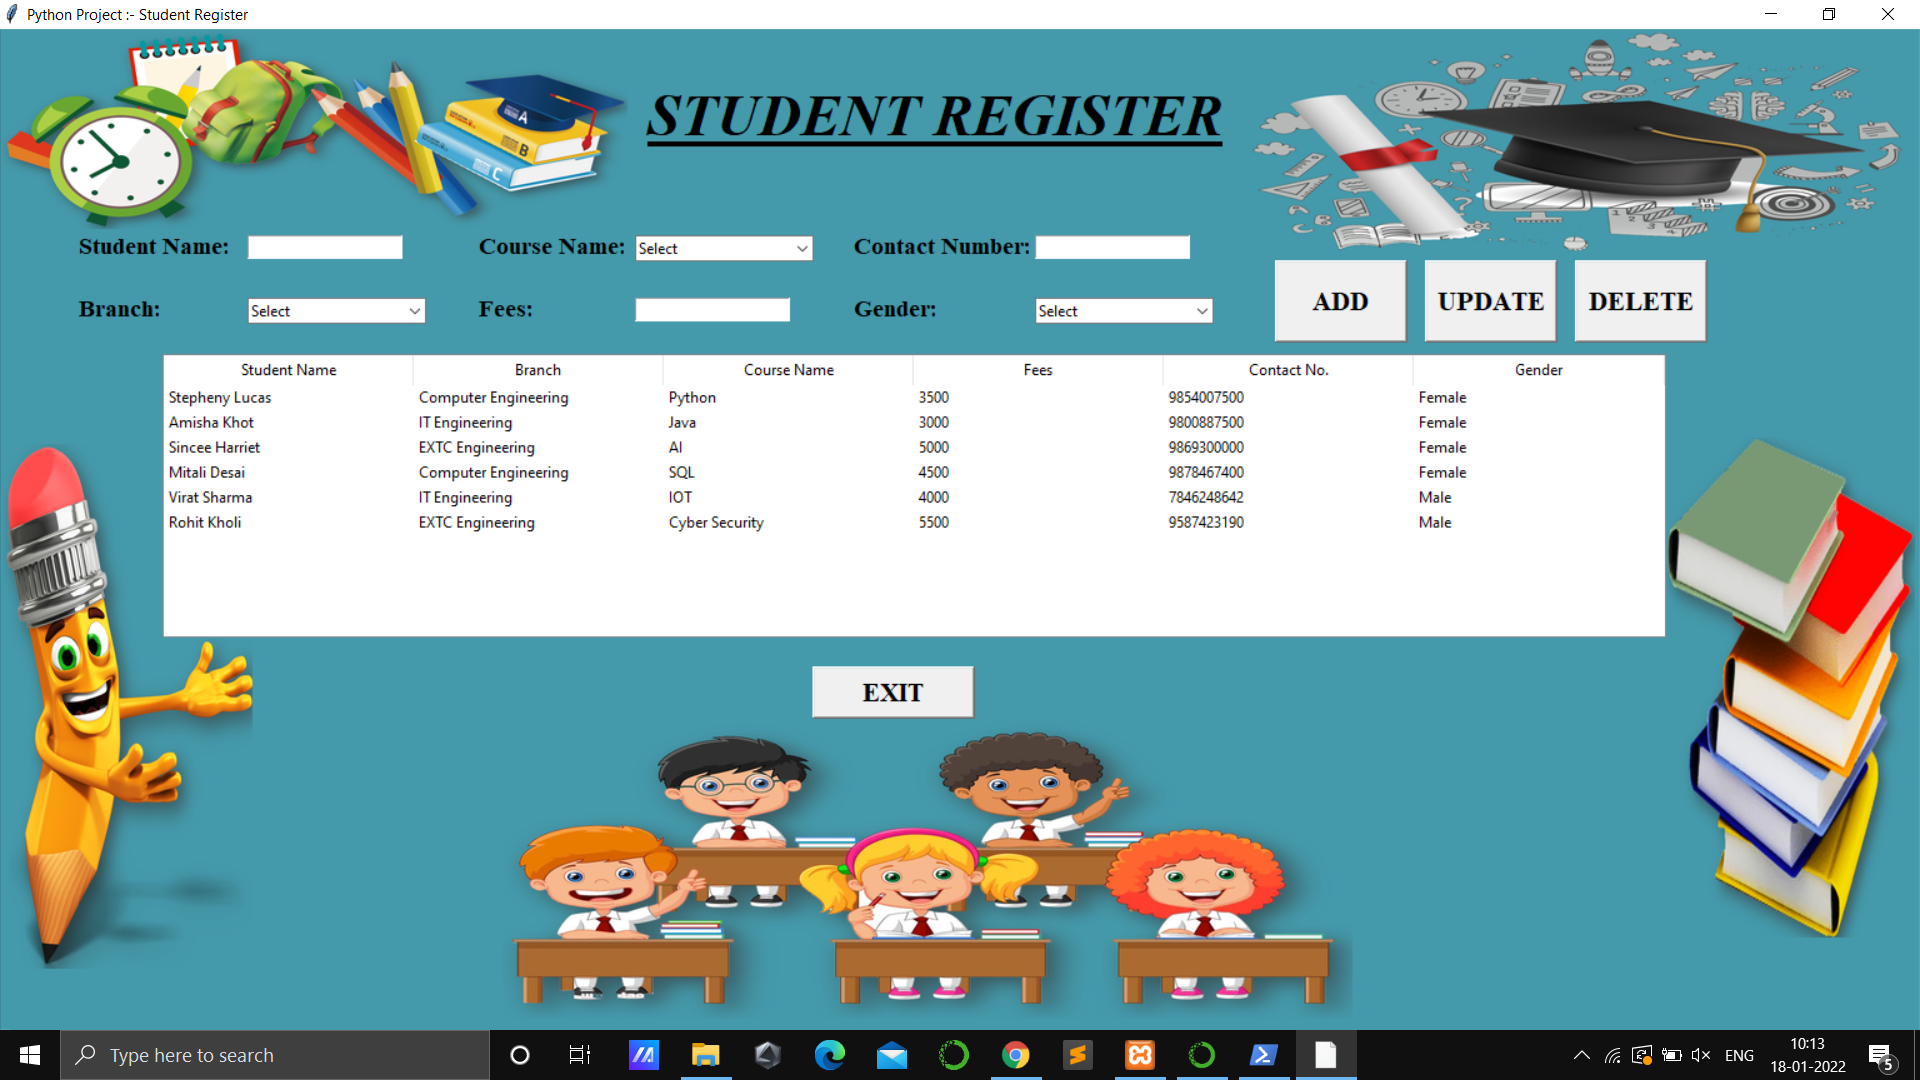 Python Project :- Student Register
STUDENT REGISTER
A
B
C
Student Name:
Course Name: Select
Contact Number:
Branch: Select
Fees:
Gender: Select
ADD UPDATE DELETE
Student Name Branch Course Name Fees Contact No. Gender
Stepheny Lucas Computer Engineering Python 3500 9854007500 Female
Amisha Khot IT Engineering Java 3000 9800887500 Female
Sincee Harriet EXTC Engineering AI 5000 9869300000 Female
Mitali Desai Computer Engineering SQL 4500 9878467400 Female
Virat Sharma IT Engineering IOT 4000 7846248642 Male
Rohit Kholi EXTC Engineering Cyber Security 5500 9587423190 Male
EXIT
Type here to search
ENG
10:13
18-01-2022
5